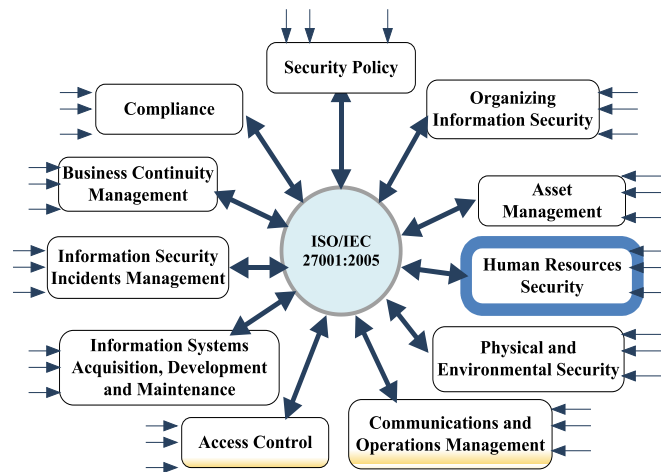 Security Policy
Organizing
Information Security
Asset
Management
Human Resources
Security
Physical and
Environmental Security
Communications and
Operations Management
Access Control
Information Systems
Acquisition, Development
and Maintenance
Information Security
Incidents Management
Business Continuity
Management
Compliance
ISO/IEC
27001:2005